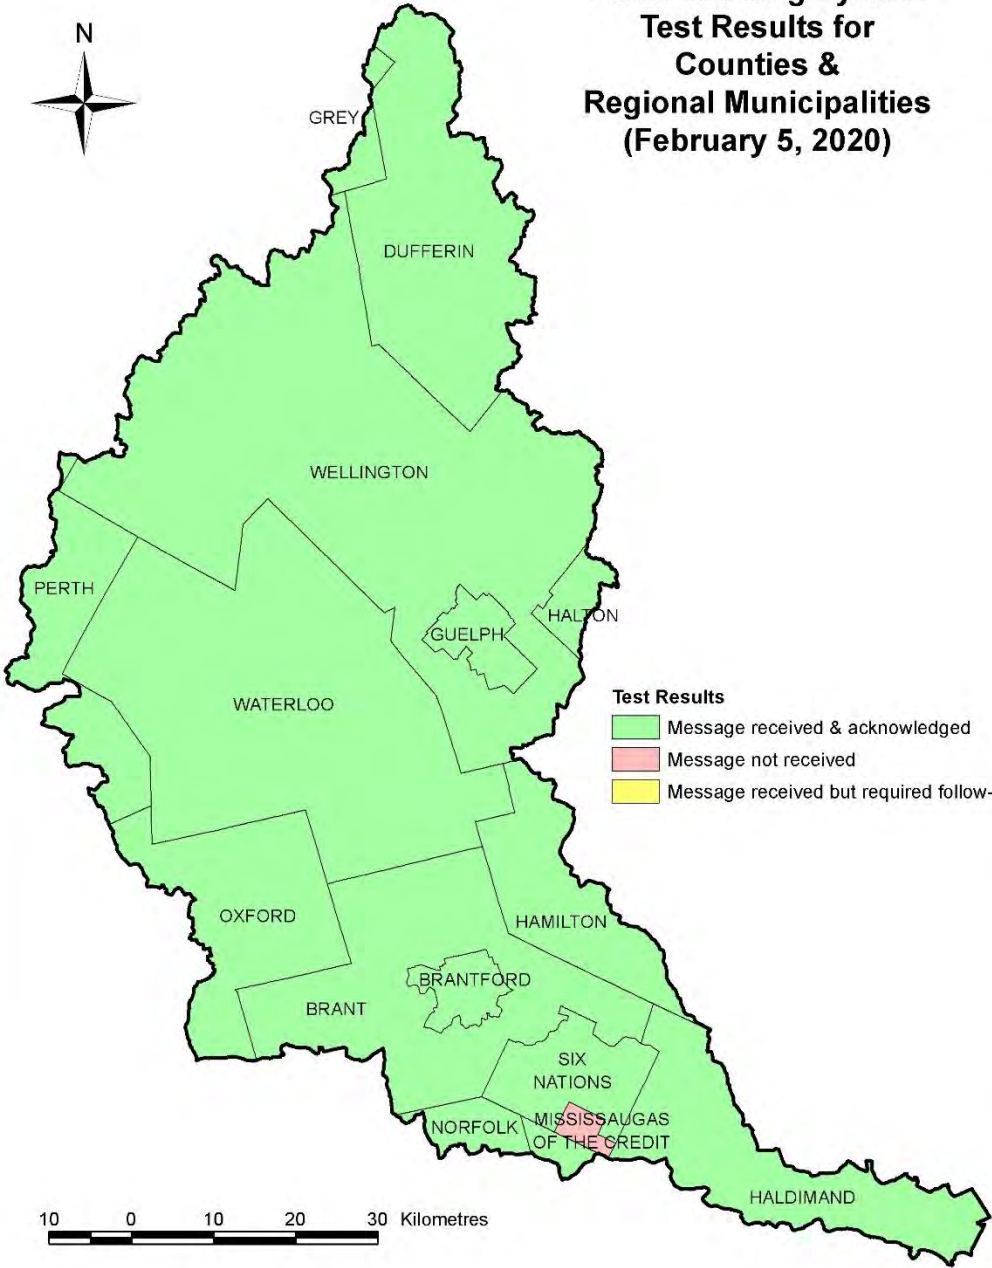 Test Results for
Counties &
Regional Municipalities
(February 5, 2020)
N
GREY
DUFFERIN
WELLINGTON
PERTH
HALTON
GUELPH
WATERLOO
Test Results
Message received & acknowledged
Message not received
Message received but required follow-
OXFORD
HAMILTON
BRANTFORD
BRANT
SIX
NATIONS
MISSISSAUGAS
OF THE CREDIT
NORFOLK
HALDIMAND
10 0 10 20 30 Kilometres